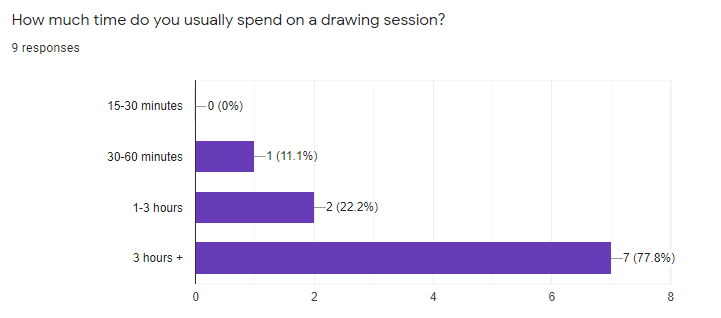 How much time do you usually spend on a drawing session?
9 responses
15-30 minutes 0 (0%)
30-60 minutes 1 (11.1%)
1-3 hours 2 (22.2%)
3 hours + 7 (77.8%)
0 2 4 6 8